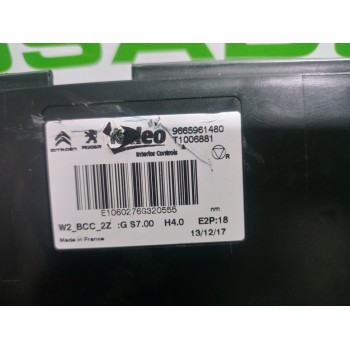 CITROËN PEUGEOT Valeo 9665961480
Interior Controls T1006881
R
E1060276G320555
W2_BCC_2Z :G S7.00 H4.0 E2P:18
Made in France 13/12/17